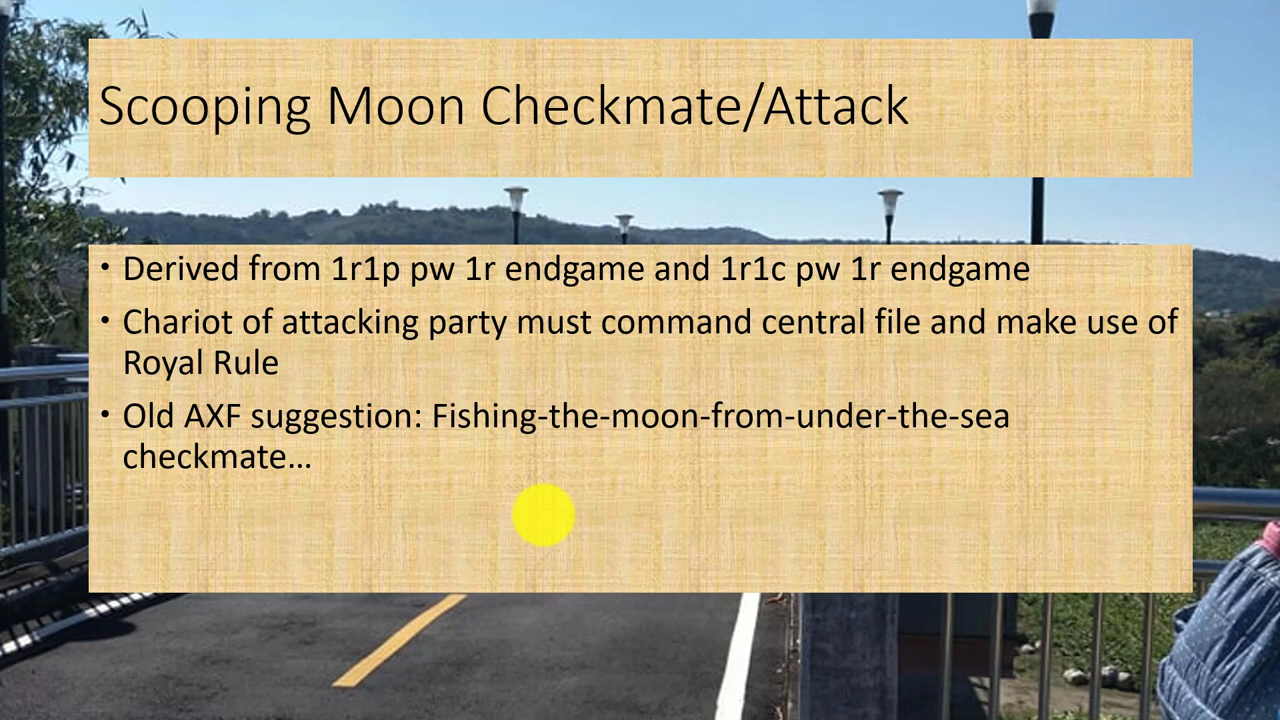 Scooping Moon Checkmate/Attack
• Derived from 1r1p pw 1r endgame and 1r1c pw 1r endgame
• Chariot of attacking party must command central file and make use of
Royal Rule
• Old AXF suggestion: Fishing-the-moon-from-under-the-sea
checkmate…